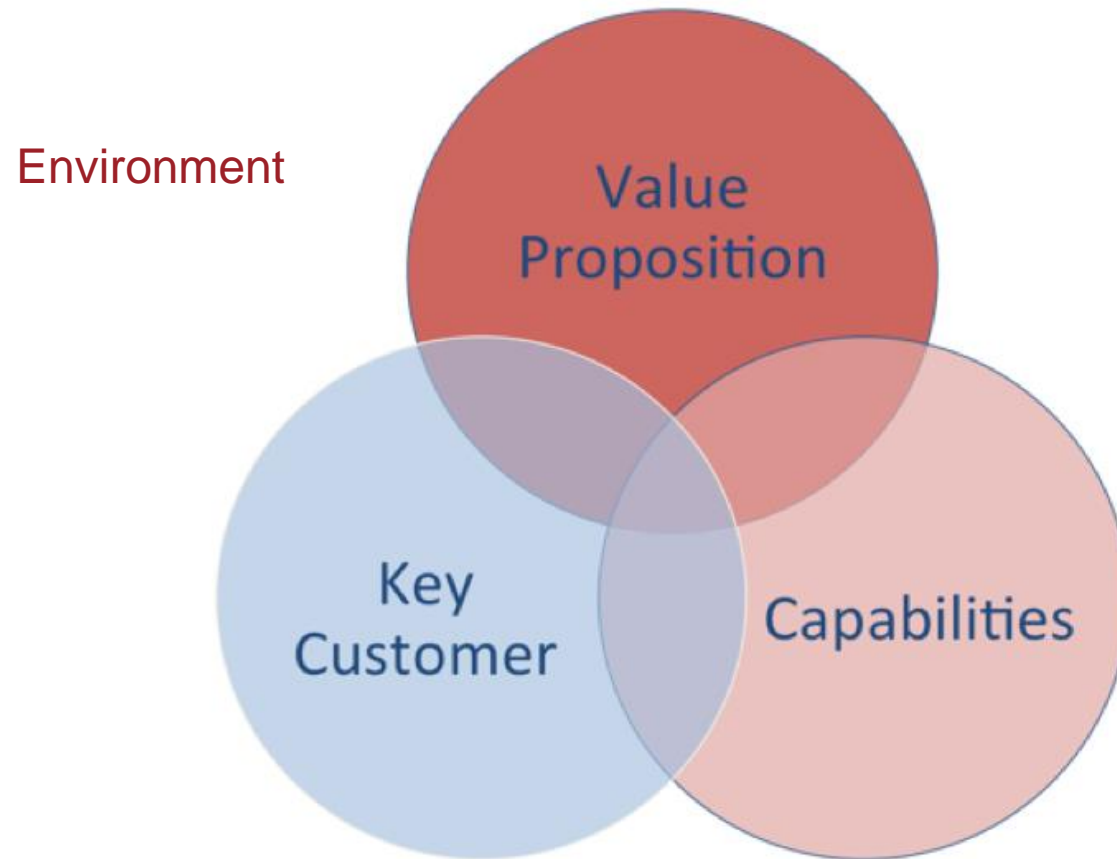 Environment
Value
Proposition
Key
Customer
Capabilities